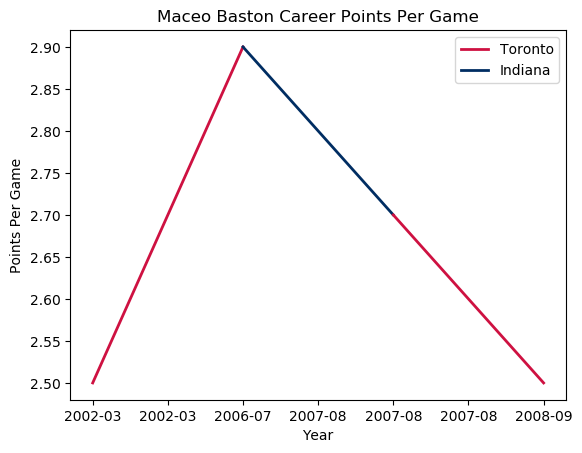 Maceo Baston Career Points Per Game
Toronto
Indiana
Points Per Game
2.90
2.85
2.80
2.75
2.70
2.65
2.60
2.55
2.50
2002-03 2002-03 2006-07 2007-08 2007-08 2007-08 2008-09
Year